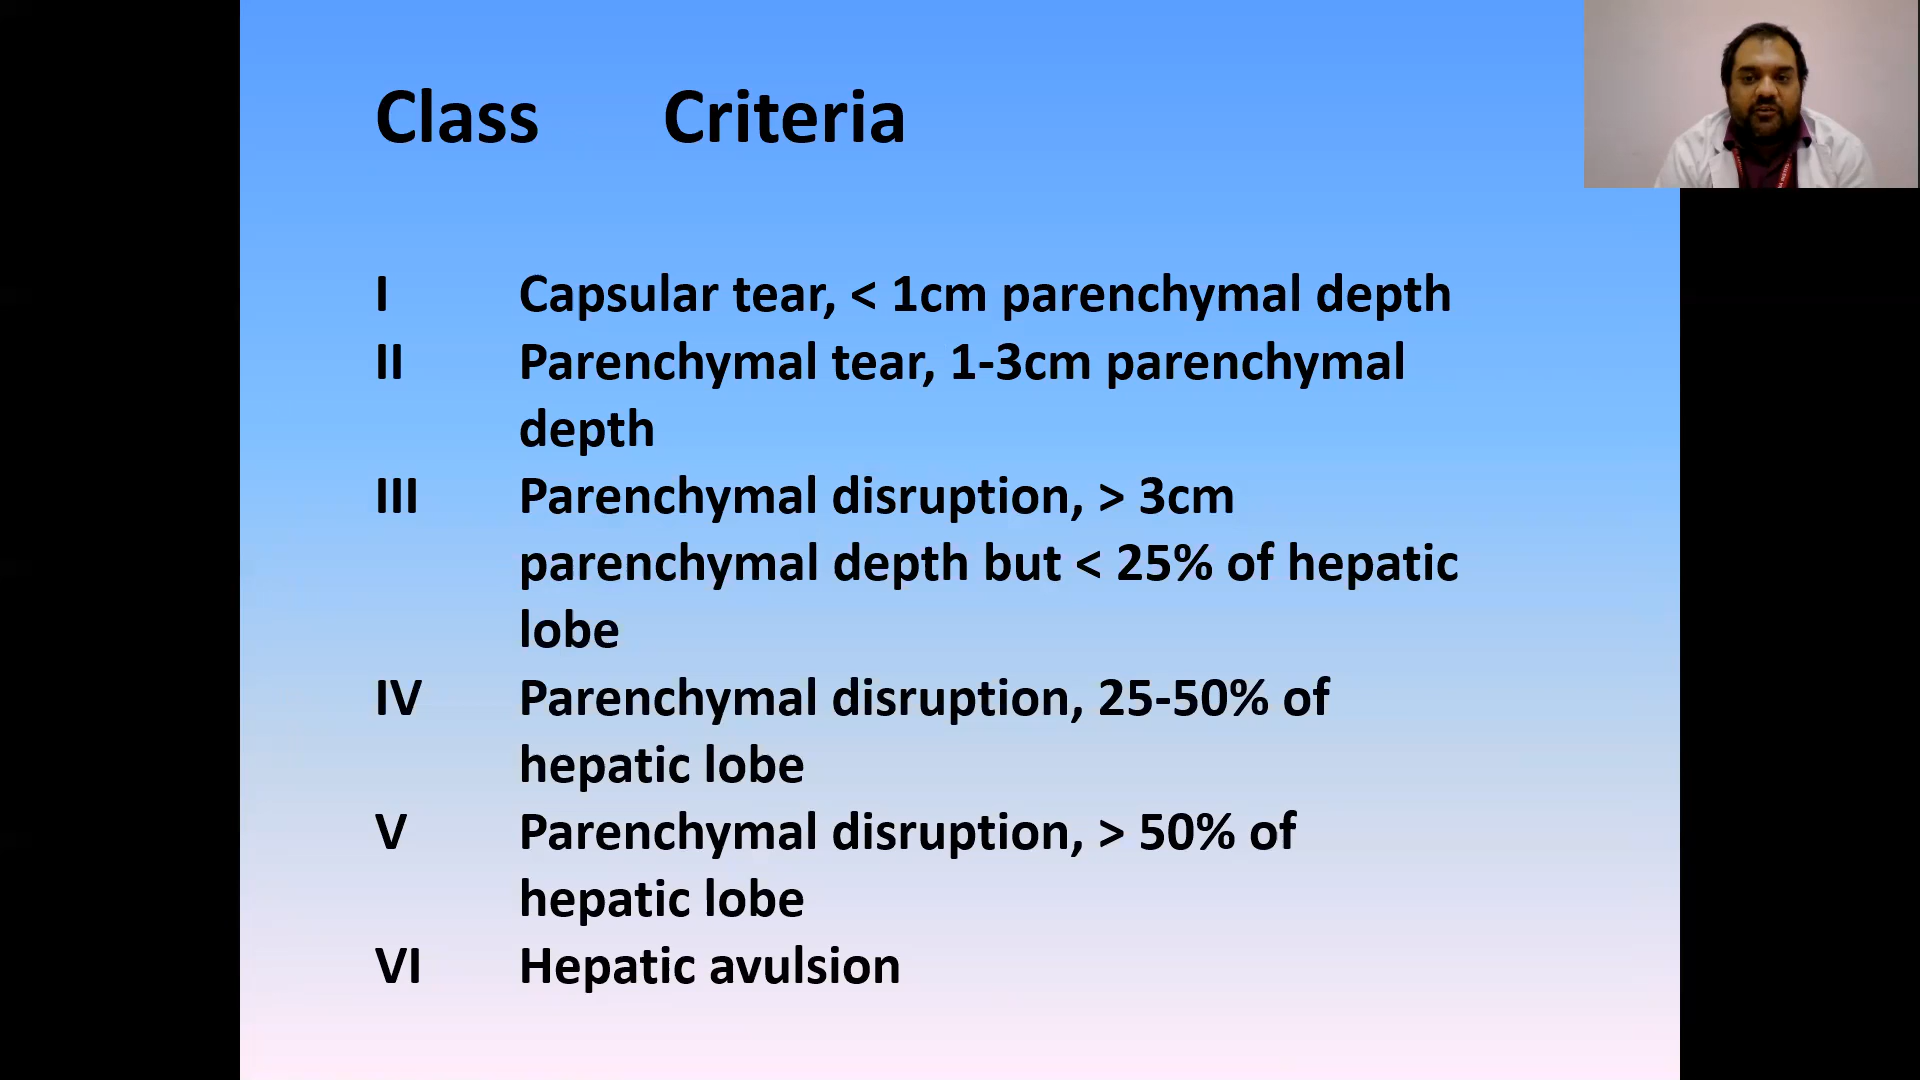 Class Criteria
I Capsular tear, < 1cm parenchymal depth
II Parenchymal tear, 1-3cm parenchymal
depth
III Parenchymal disruption, > 3cm
parenchymal depth but < 25% of hepatic
lobe
IV Parenchymal disruption, 25-50% of
hepatic lobe
V Parenchymal disruption, > 50% of
hepatic lobe
VI Hepatic avulsion